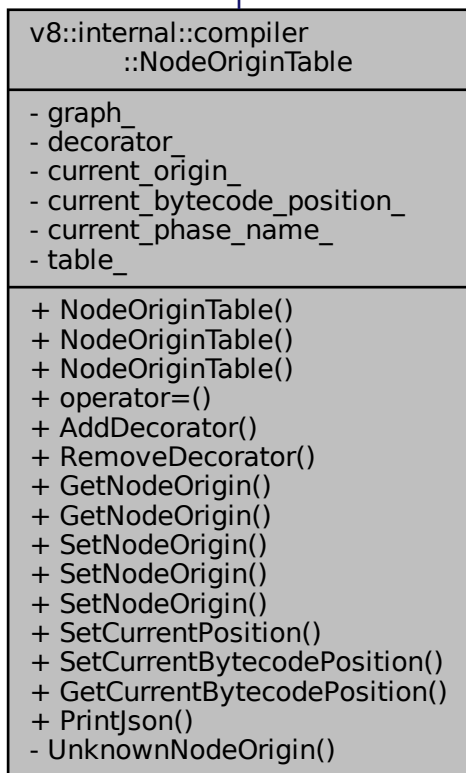 v8::internal::compiler
::NodeOriginTable
- graph_
- decorator_
- current_origin_
- current_bytecode_position_
- current_phase_name_
- table_
+ NodeOriginTable()
+ NodeOriginTable()
+ NodeOriginTable()
+ operator=()
+ AddDecorator()
+ RemoveDecorator()
+ GetNodeOrigin()
+ GetNodeOrigin()
+ SetNodeOrigin()
+ SetNodeOrigin()
+ SetNodeOrigin()
+ SetCurrentPosition()
+ SetCurrentBytecodePosition()
+ GetCurrentBytecodePosition()
+ PrintJson()
- UnknownNodeOrigin()